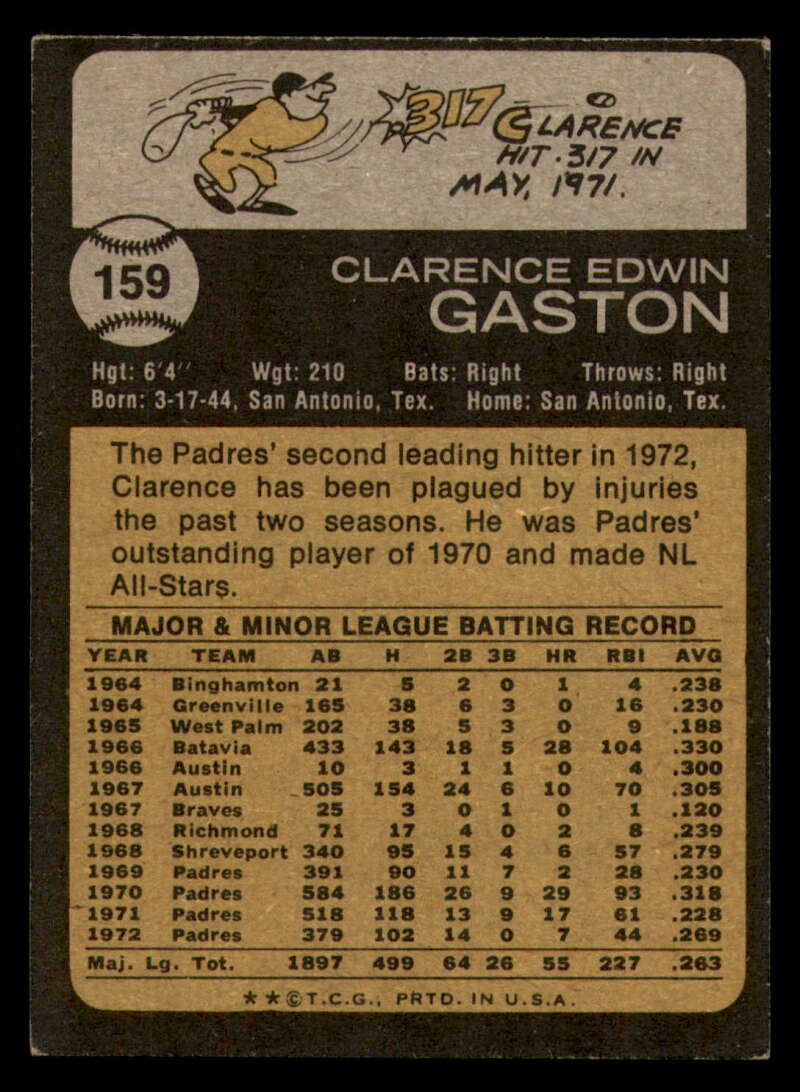 .317
CLARENCE
HIT .317 IN
MAY, 1971.
159
CLARENCE EDWIN
GASTON
Hgt: 6'4" Wgt: 210 Bats: Right Throws: Right
Born: 3-17-44, San Antonio, Tex. Home: San Antonio, Tex.
The Padres' second leading hitter in 1972,
Clarence has been plagued by injuries
the past two seasons. He was Padres'
outstanding player of 1970 and made NL
All-Stars.
MAJOR & MINOR LEAGUE BATTING RECORD
YEAR TEAM AB H 2B 3B HR RBI AVG
1964 Binghamton 21 5 2 0 1 4 .238
1964 Greenville 165 38 6 3 0 16 .230
1965 West Palm 202 38 5 3 0 9 .188
1966 Batavia 433 143 18 5 28 104 .330
1966 Austin 10 3 1 1 0 4 .300
1967 Austin 505 154 24 6 10 70 .305
1967 Braves 25 3 0 1 0 1 .120
1968 Richmond 71 17 4 0 2 8 .239
1968 Shreveport 340 95 15 4 6 57 .279
1969 Padres 391 90 11 7 2 28 .230
1970 Padres 584 186 26 9 29 93 .318
1971 Padres 518 118 13 9 17 61 .228
1972 Padres 379 102 14 0 7 44 .269
Maj. Lg. Tot. 1897 499 64 26 55 227 .263
★★©T.C.G., PRTD. IN U.S.A.